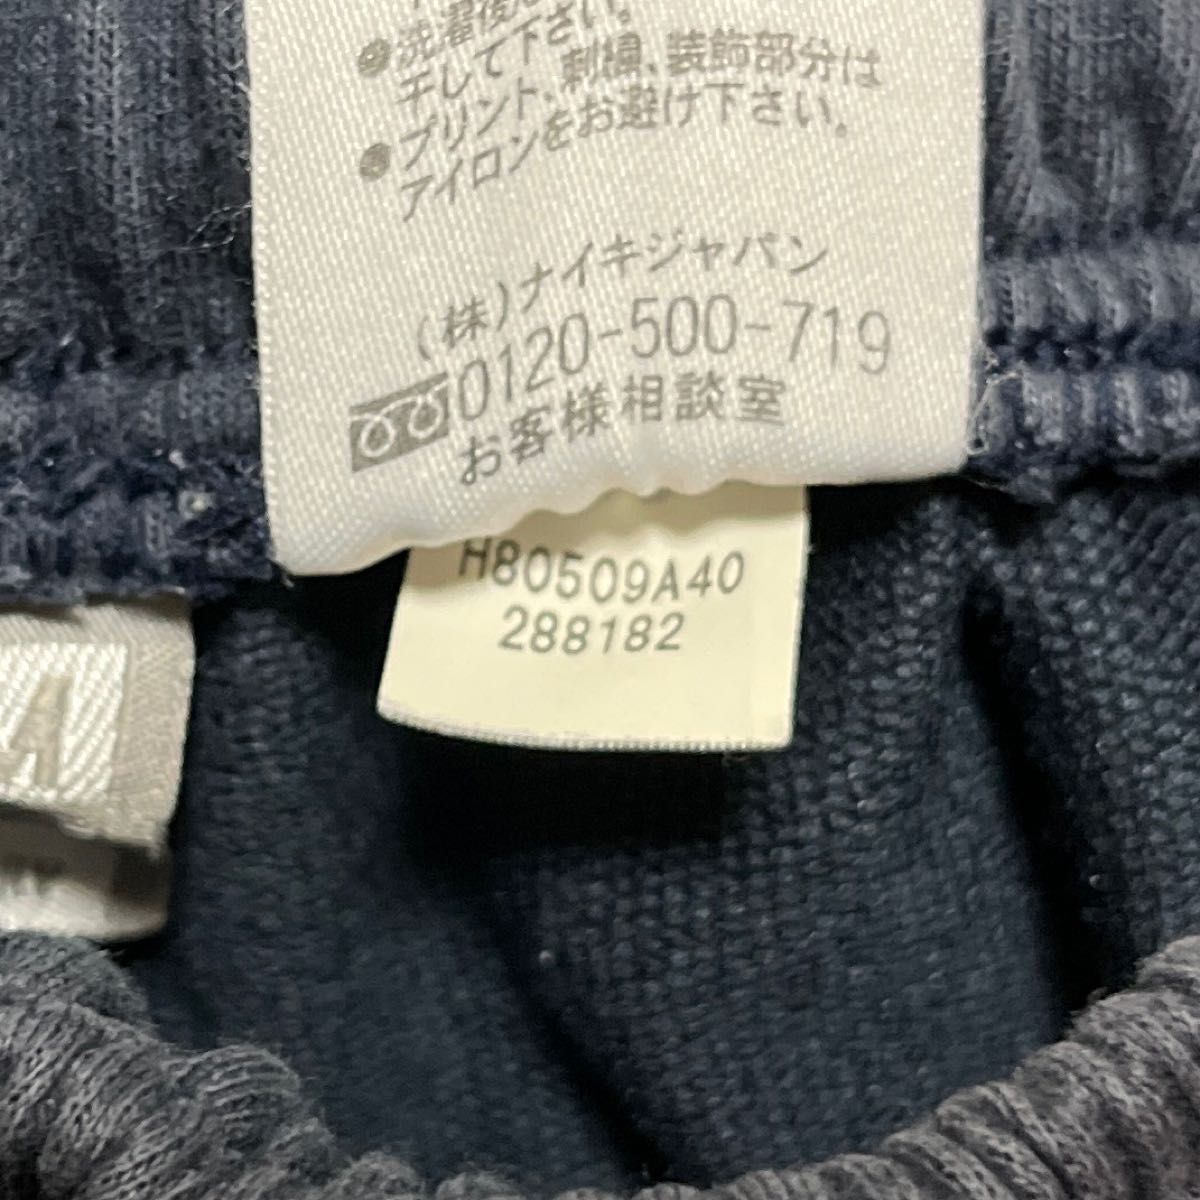 ●洗濯後
干して下さい。
●プリント、刺繍、装飾部分は
アイロンをお避け下さい。
(株)ナイキジャパン
0120-500-719
お客様相談室
H80509A40
288182